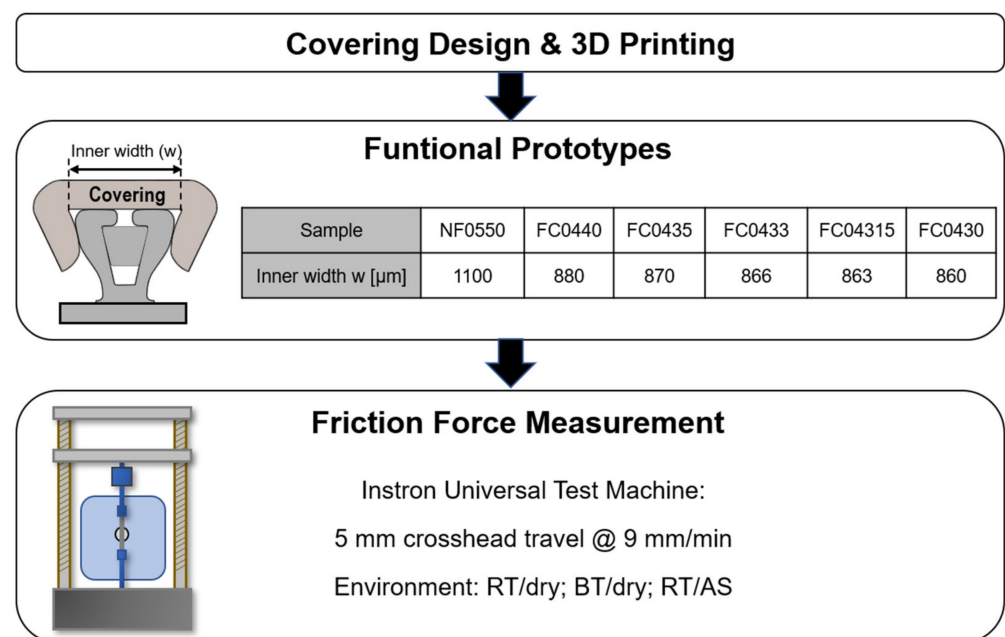 Covering Design & 3D Printing
Funtional Prototypes
Inner width (w)
Covering
Sample NF0550 FC0440 FC0435 FC0433 FC04315 FC0430
Inner width w [µm] 1100 880 870 866 863 860
Friction Force Measurement
Instron Universal Test Machine:
5 mm crosshead travel @ 9 mm/min
Environment: RT/dry; BT/dry; RT/AS